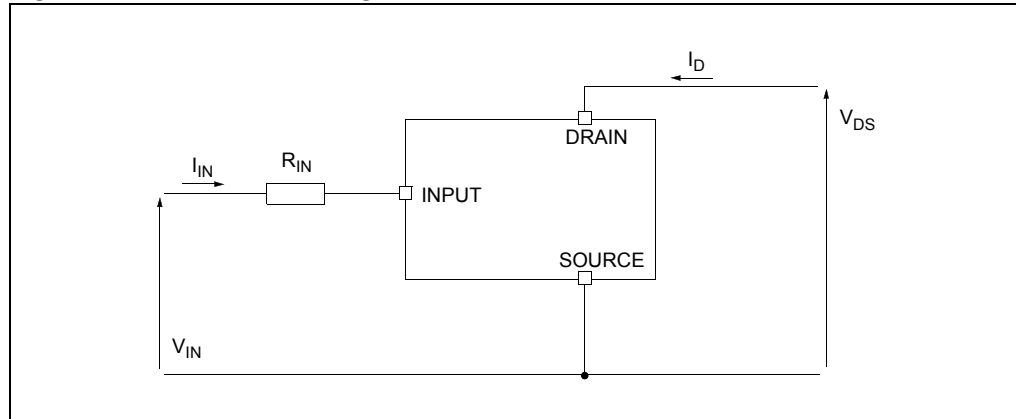 I_D
V_DS
DRAIN
I_IN
R_IN
INPUT
SOURCE
V_IN